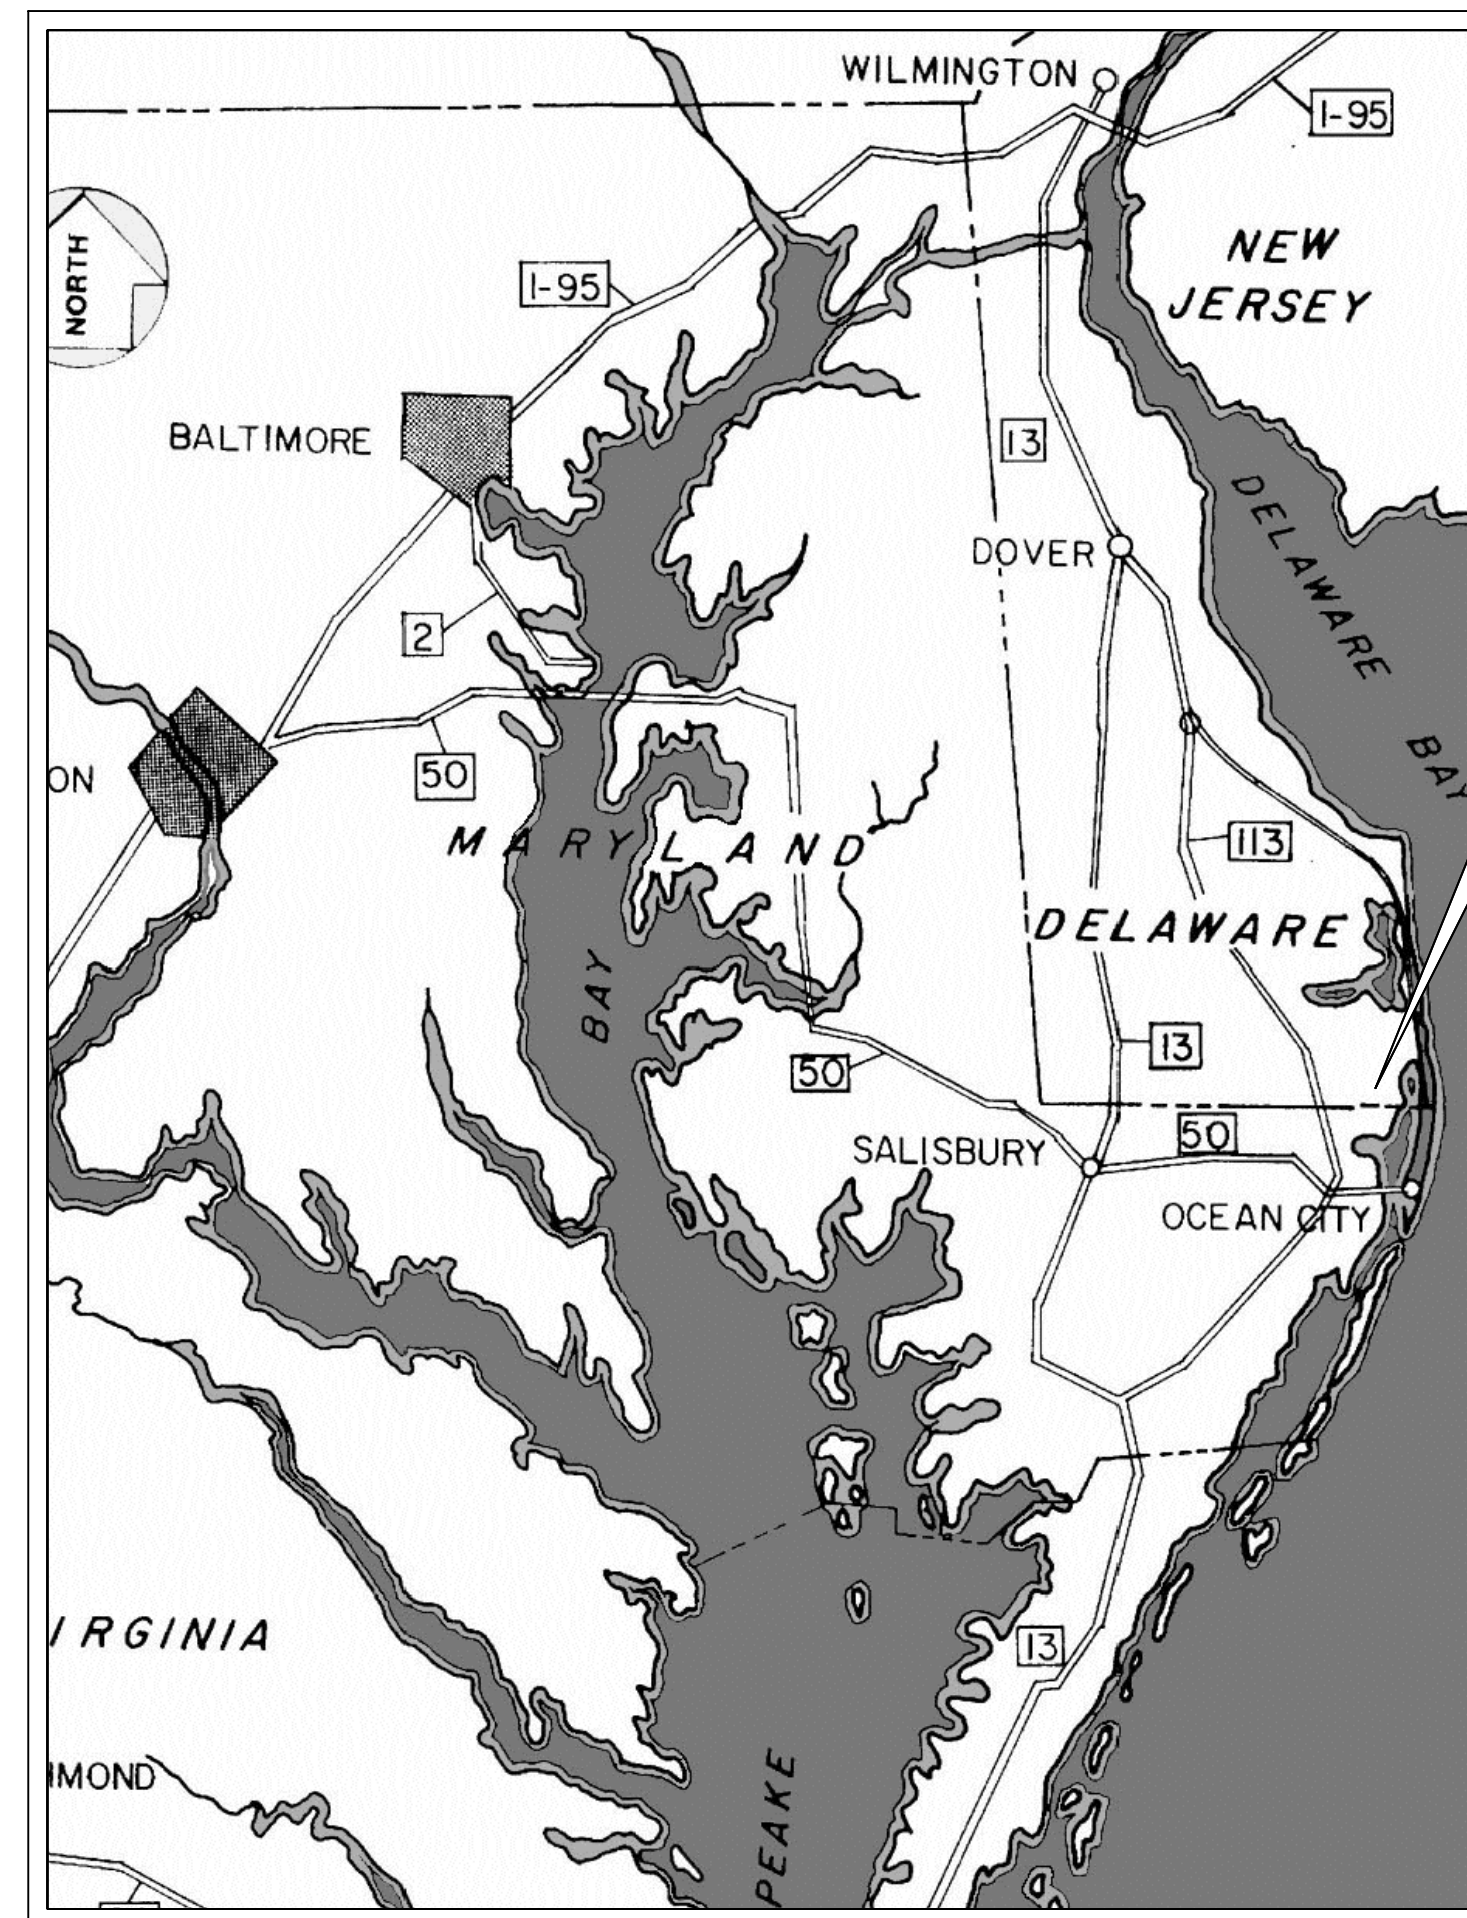 WILMINGTON
I-95
NORTH
NEW
JERSEY
I-95
BALTIMORE
13
DELAWARE
BAY
DOVER
2
50
ON
MARYLAND
113
DELAWARE
BAY
13
50
50
SALISBURY
OCEAN CITY
IRGINIA
13
MOND
PEAKE